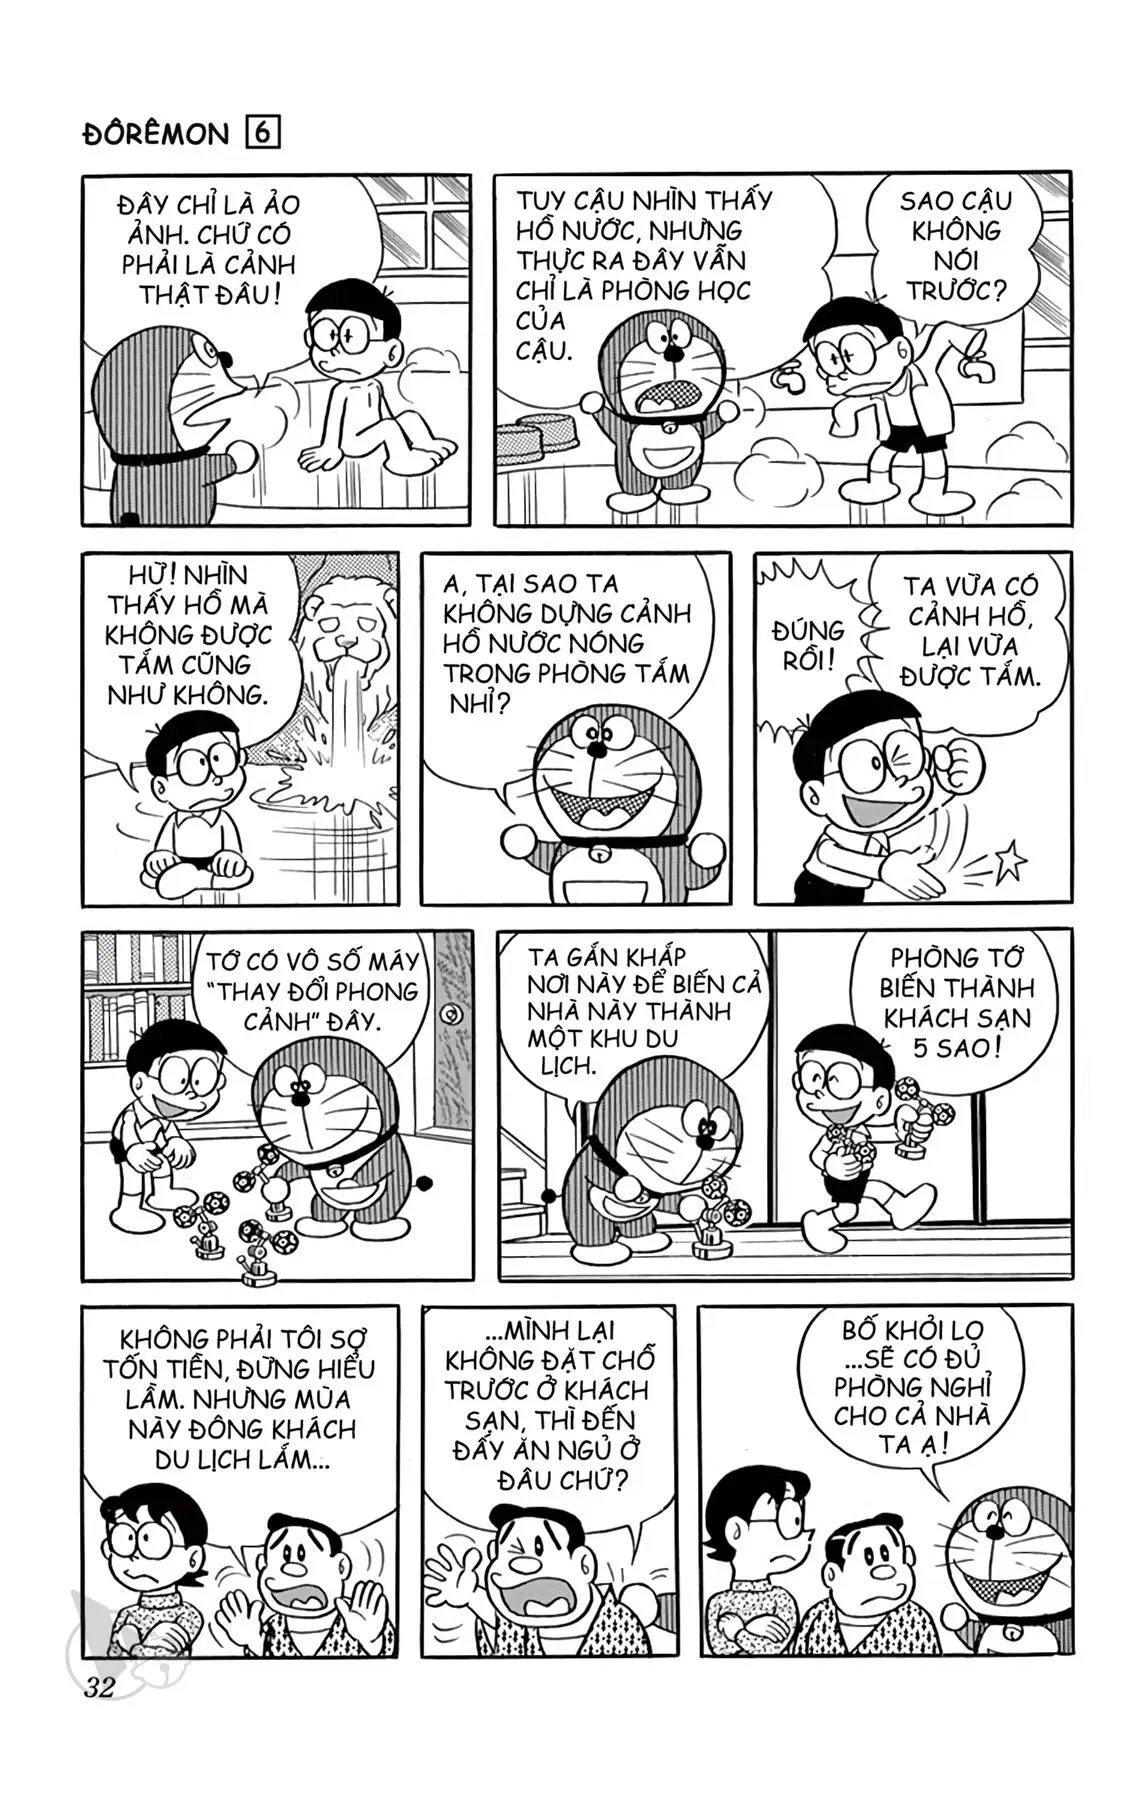 ĐÔRÊMON 6
ĐÂY CHỈ LÀ ẢO
ẢNH. CHỨ CÓ
PHẢI LÀ CẢNH
THẬT ĐÂU!
TUY CẬU NHÌN THẤY
HỒ NƯỚC, NHƯNG
THỰC RA ĐÂY VẪN
CHỈ LÀ PHÒNG HỌC
CỦA
CẬU.
SAO CẬU
KHÔNG
NÓI
TRƯỚC?
HỪ! NHÌN
THẤY HỒ MÀ
KHÔNG ĐƯỢC
TẮM CŨNG
NHƯ KHÔNG.
A, TẠI SAO TA
KHÔNG DỰNG CẢNH
HỒ NƯỚC NÓNG
TRONG PHÒNG TẮM
NHỈ?
ĐÚNG
RỒI!
TA VỪA CÓ
CẢNH HỒ,
LẠI VỪA
ĐƯỢC TẮM.
TỚ CÓ VÔ SỐ MÁY
“THAY ĐỔI PHONG
CẢNH” ĐÂY.
TA GẮN KHẮP
NƠI NÀY ĐỂ BIẾN CẢ
NHÀ NÀY THÀNH
MỘT KHU DU
LỊCH.
PHÒNG TỚ
BIẾN THÀNH
KHÁCH SẠN
5 SAO!
KHÔNG PHẢI TÔI SỢ
TỐN TIỀN, ĐỪNG HIỂU
LẦM. NHƯNG MÙA
NÀY ĐÔNG KHÁCH
DU LỊCH LẮM...
...MÌNH LẠI
KHÔNG ĐẶT CHỖ
TRƯỚC Ở KHÁCH
SẠN, THÌ ĐẾN
ĐẤY ĂN NGỦ Ở
ĐÂU CHỨ?
BỐ KHỎI LO
...SẼ CÓ ĐỦ
PHÒNG NGHỈ
CHO CẢ NHÀ
TA Ạ!
32